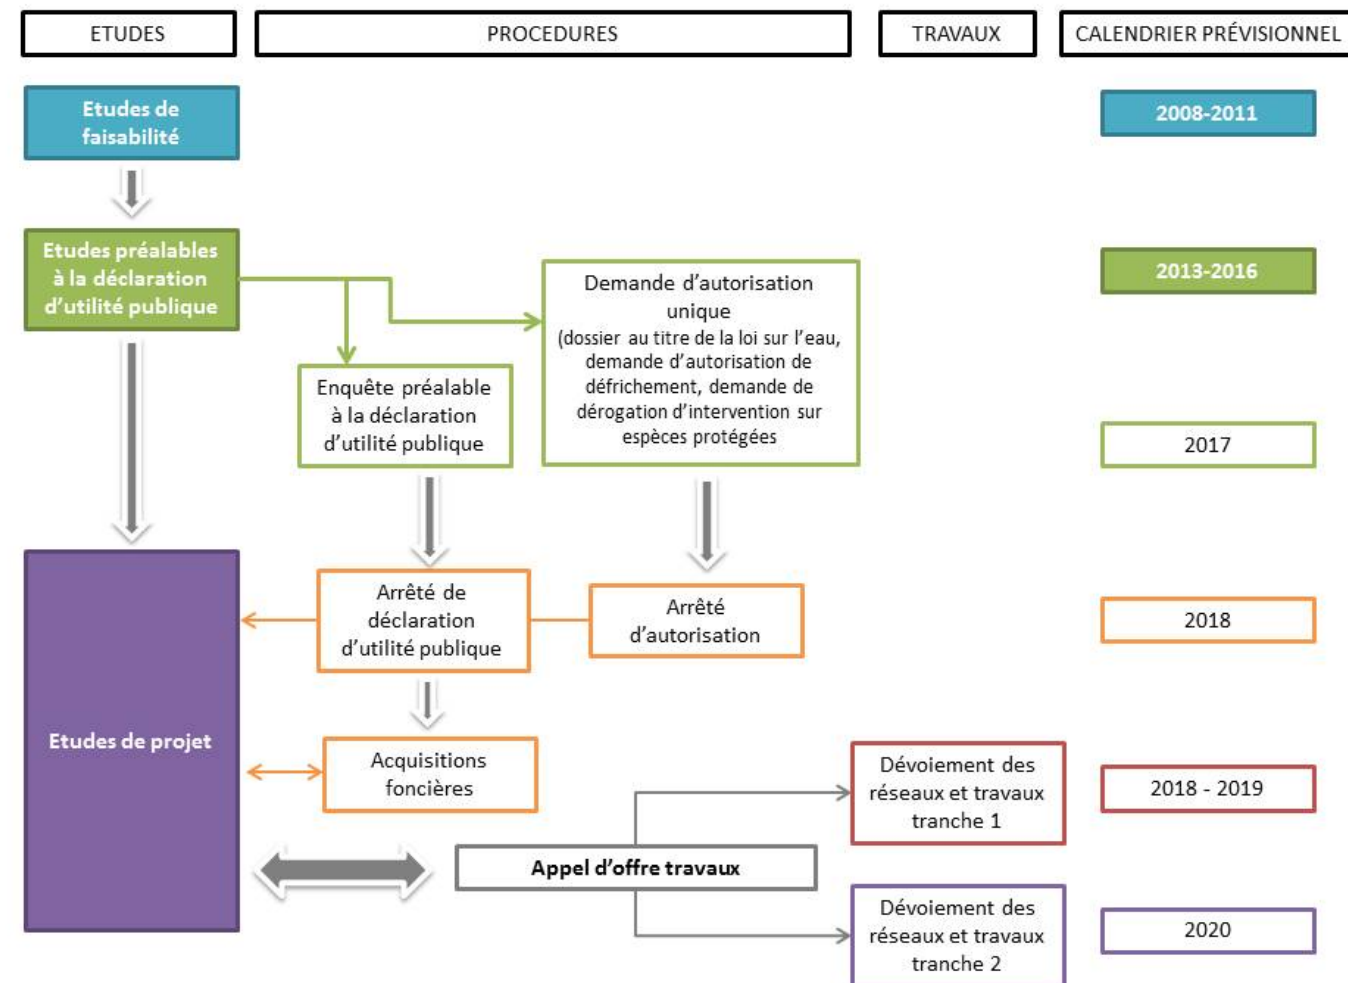 ETUDES
PROCEDURES
TRAVAUX
CALENDRIER PRÉVISIONNEL
Etudes de
faisabilité
2008-2011
Etudes préalables
à la déclaration
d'utilité publique
Demande d'autorisation
unique
(dossier au titre de la loi sur l'eau,
demande d'autorisation de
défrichement, demande de
dérogation d'intervention sur
espèces protégées
2013-2016
Enquête préalable
à la déclaration
d'utilité publique
2017
Arrêté de
déclaration
d'utilité publique
Arrêté
d'autorisation
2018
Etudes de projet
Acquisitions
foncières
Dévoiement des
réseaux et travaux
tranche 1
2018 - 2019
Appel d'offre travaux
Dévoiement des
réseaux et travaux
tranche 2
2020